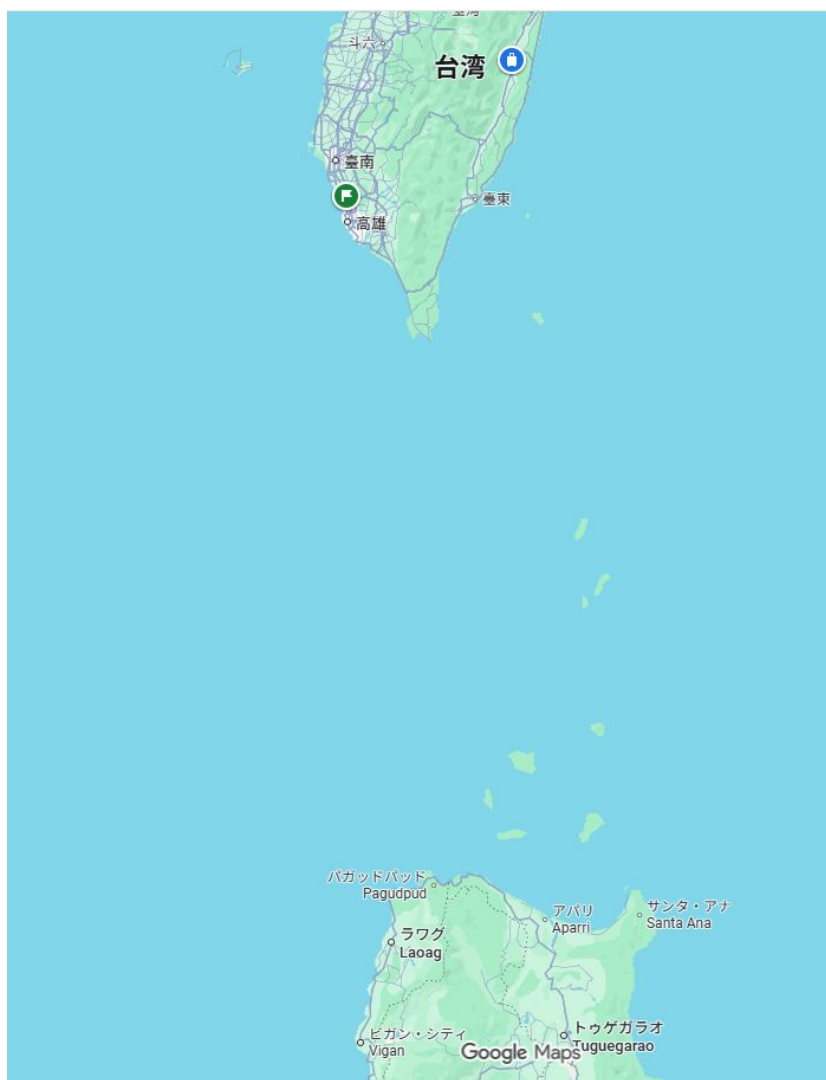 臺灣
斗六
台湾
臺南
臺東
高雄
パガッドパッド
Pagudpud
アパリ
Aparri
サンタ・アナ
Santa Ana
ラワグ
Laoag
トゥゲガラオ
Tuguegarao
ビガン・シティ
Vigan
Google Maps